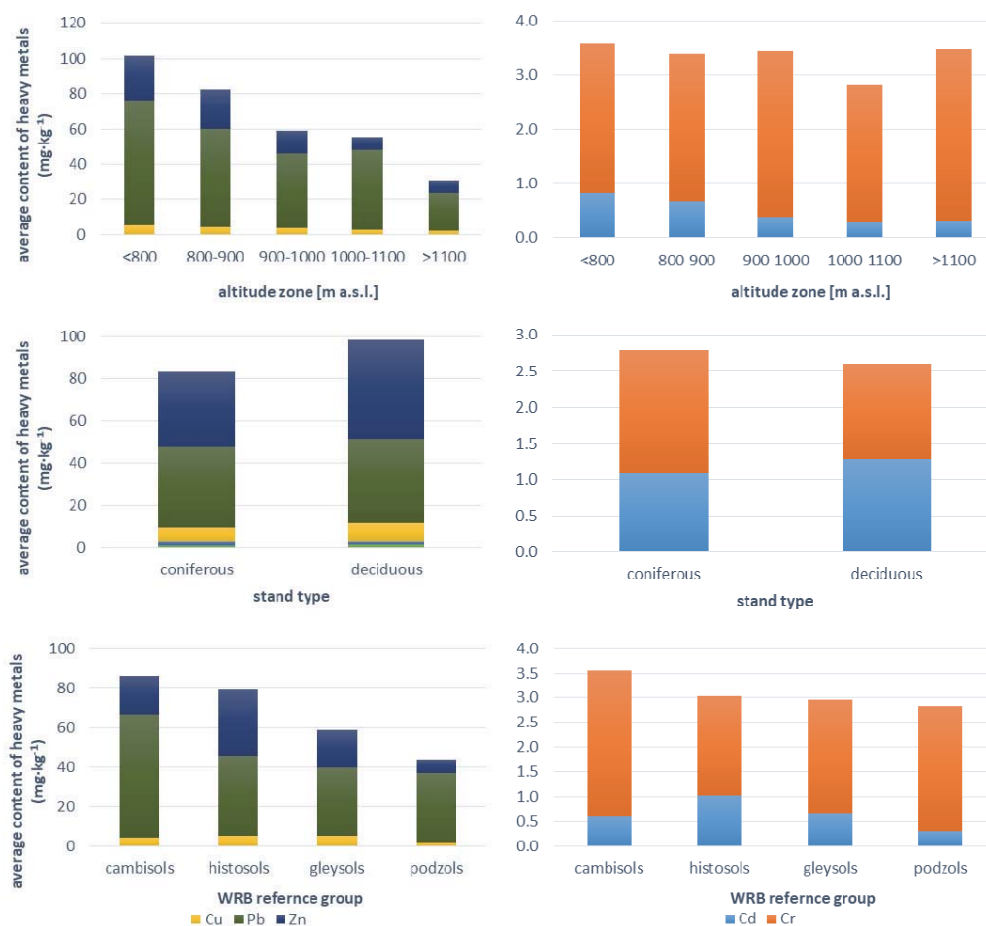 average content of heavy metals
(mg·kg⁻¹)
120
100
80
60
40
20
0
<800
800-900
900-1000
1000-1100
>1100
altitude zone [m a.s.l.]
4.0
3.0
2.0
1.0
0.0
<800
800 900
900 1000
1000 1100
>1100
altitude zone [m a.s.l.]
average content of heavy metals
(mg·kg⁻¹)
100
80
60
40
20
0
coniferous
deciduous
stand type
3.0
2.5
2.0
1.5
1.0
0.5
0.0
coniferous
deciduous
stand type
average content of heavy metals
(mg·kg⁻¹)
100
80
60
40
20
0
cambisols
histosols
gleysols
podzols
WRB refernce group
Cu Pb Zn
4.0
3.5
3.0
2.5
2.0
1.5
1.0
0.5
0.0
cambisols
histosols
gleysols
podzols
WRB refernce group
Cd Cr